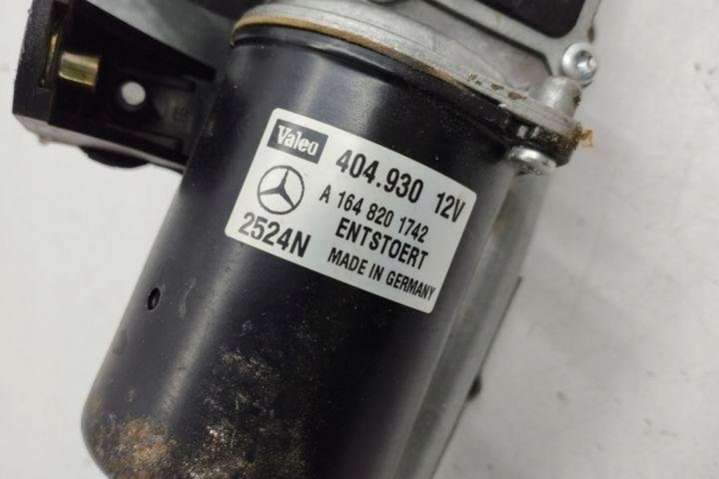 Valeo
404.930 12V
A 164 820 1742
ENTSTOERT
2524N
MADE IN GERMANY